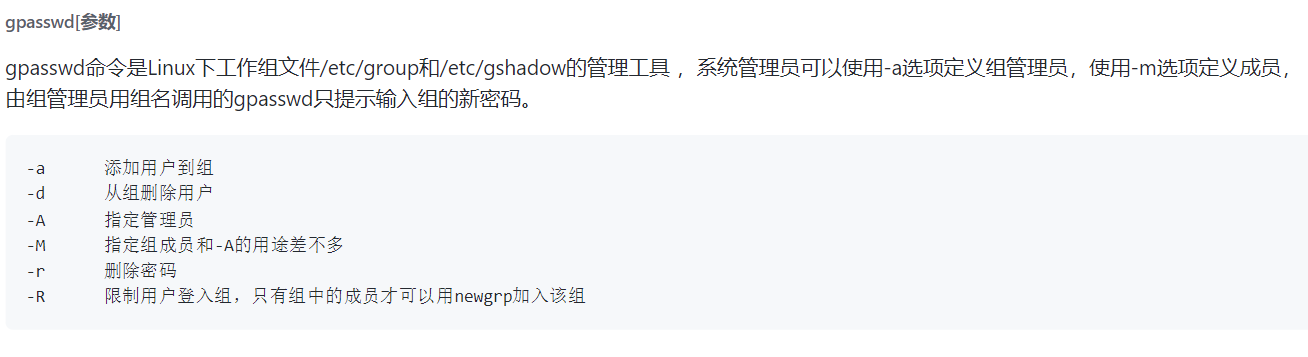 gpasswd[参数]
gpasswd命令是Linux下工作组文件/etc/group和/etc/gshadow的管理工具 ，系统管理员可以使用-a选项定义组管理员，使用-m选项定义成员，
由组管理员用组名调用的gpasswd只提示输入组的新密码。
-a 添加用户到组
-d 从组删除用户
-A 指定管理员
-M 指定组成员和-A的用途差不多
-r 删除密码
-R 限制用户登入组，只有组中的成员才可以用newgrp加入该组